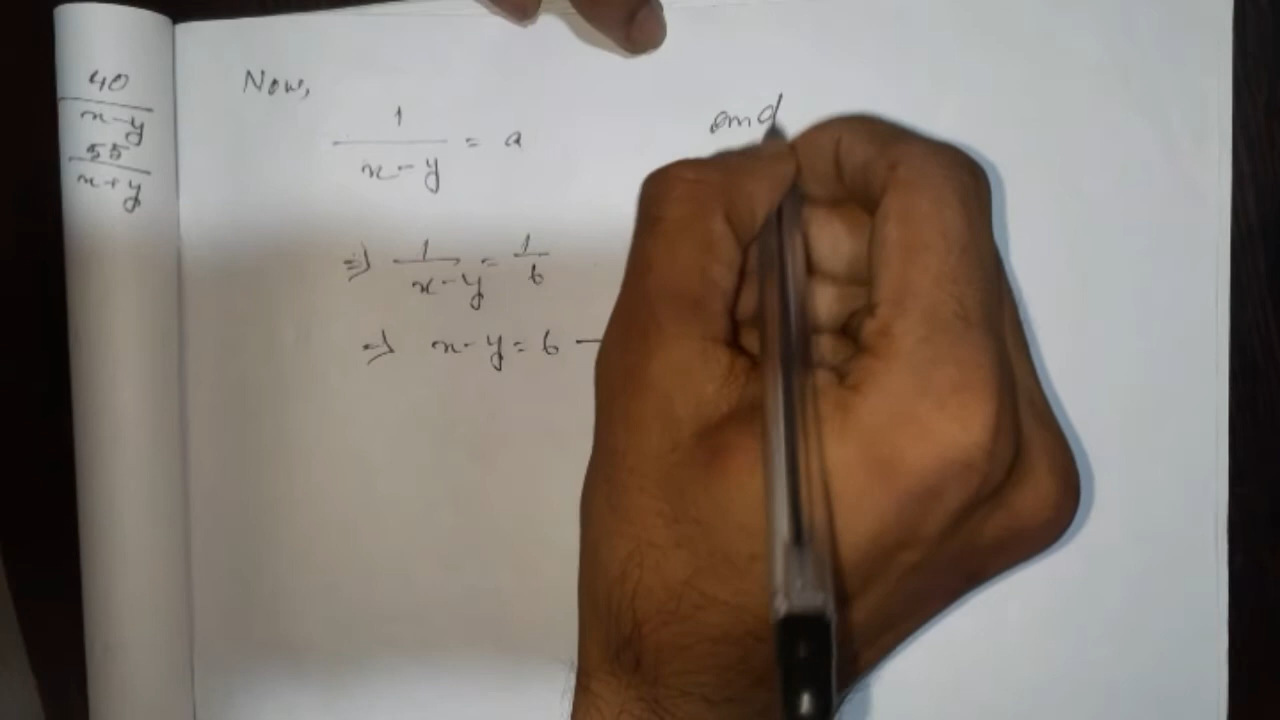 40
x-y
55
x+y
Now,
1
x-y = a
and
⇒ 1/x-y = 1/6
⇒ x-y = 6 —